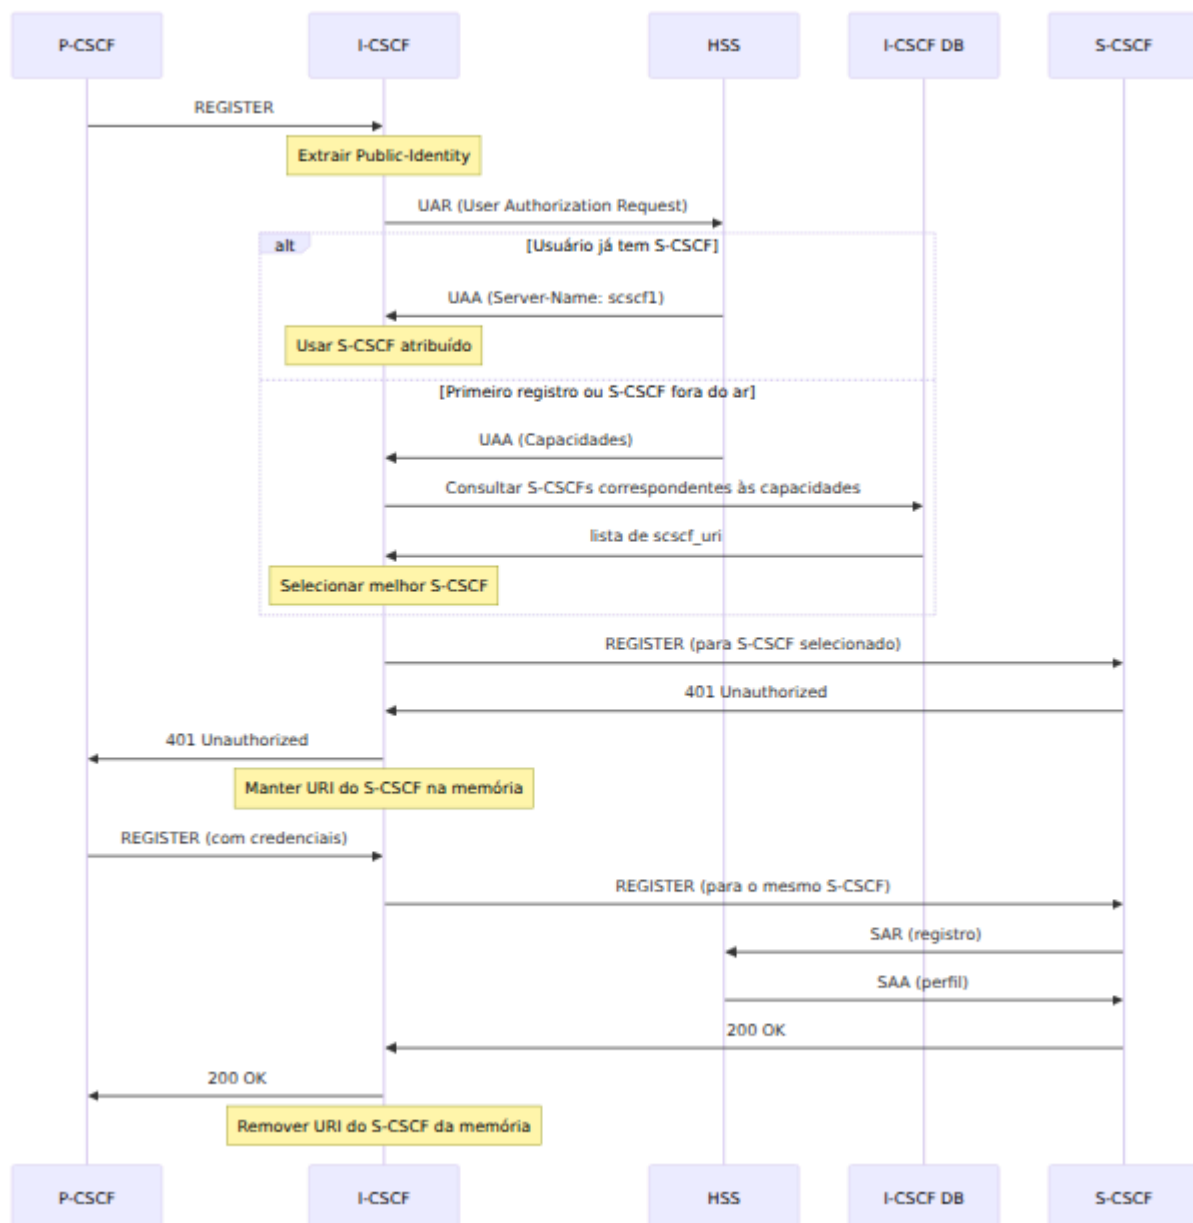 P-CSCF
I-CSCF
HSS
I-CSCF DB
S-CSCF
REGISTER
Extrair Public-Identity
UAR (User Authorization Request)
alt
[Usuário já tem S-CSCF]
UAA (Server-Name: scscf1)
Usar S-CSCF atribuído
[Primeiro registro ou S-CSCF fora do ar]
UAA (Capacidades)
Consultar S-CSCFs correspondentes às capacidades
lista de scscf_uri
Selecionar melhor S-CSCF
REGISTER (para S-CSCF selecionado)
401 Unauthorized
401 Unauthorized
Manter URI do S-CSCF na memória
REGISTER (com credenciais)
REGISTER (para o mesmo S-CSCF)
SAR (registro)
SAA (perfil)
200 OK
200 OK
Remover URI do S-CSCF da memória
P-CSCF
I-CSCF
HSS
I-CSCF DB
S-CSCF